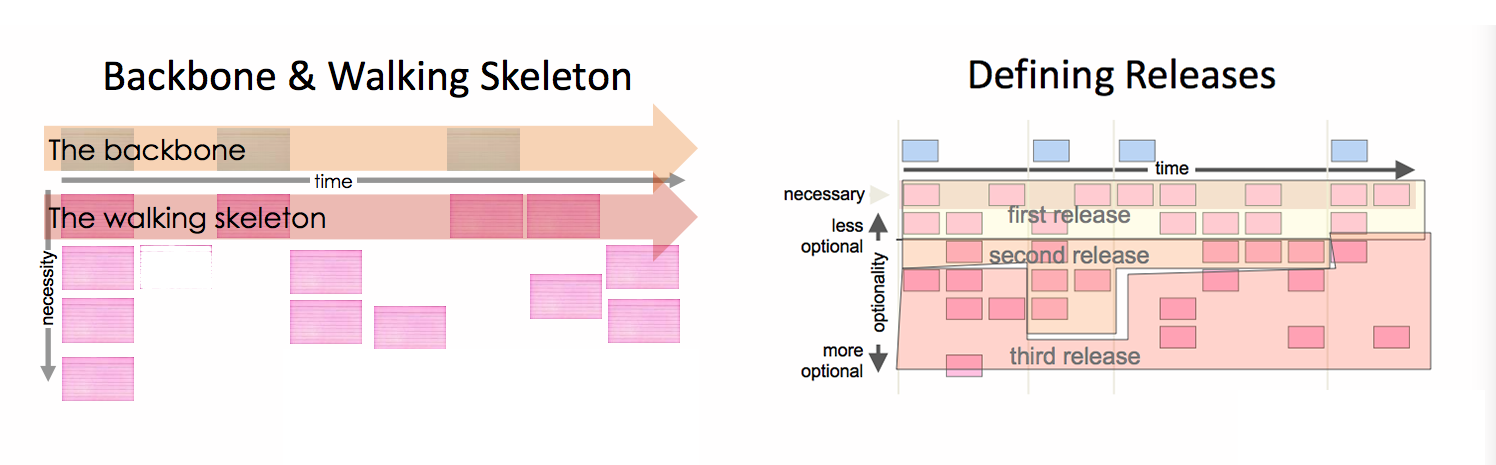 Backbone & Walking Skeleton
The backbone
time
The walking skeleton
necessity
Defining Releases
time
necessary
first release
less
optional
second release
optionality
more
optional
third release